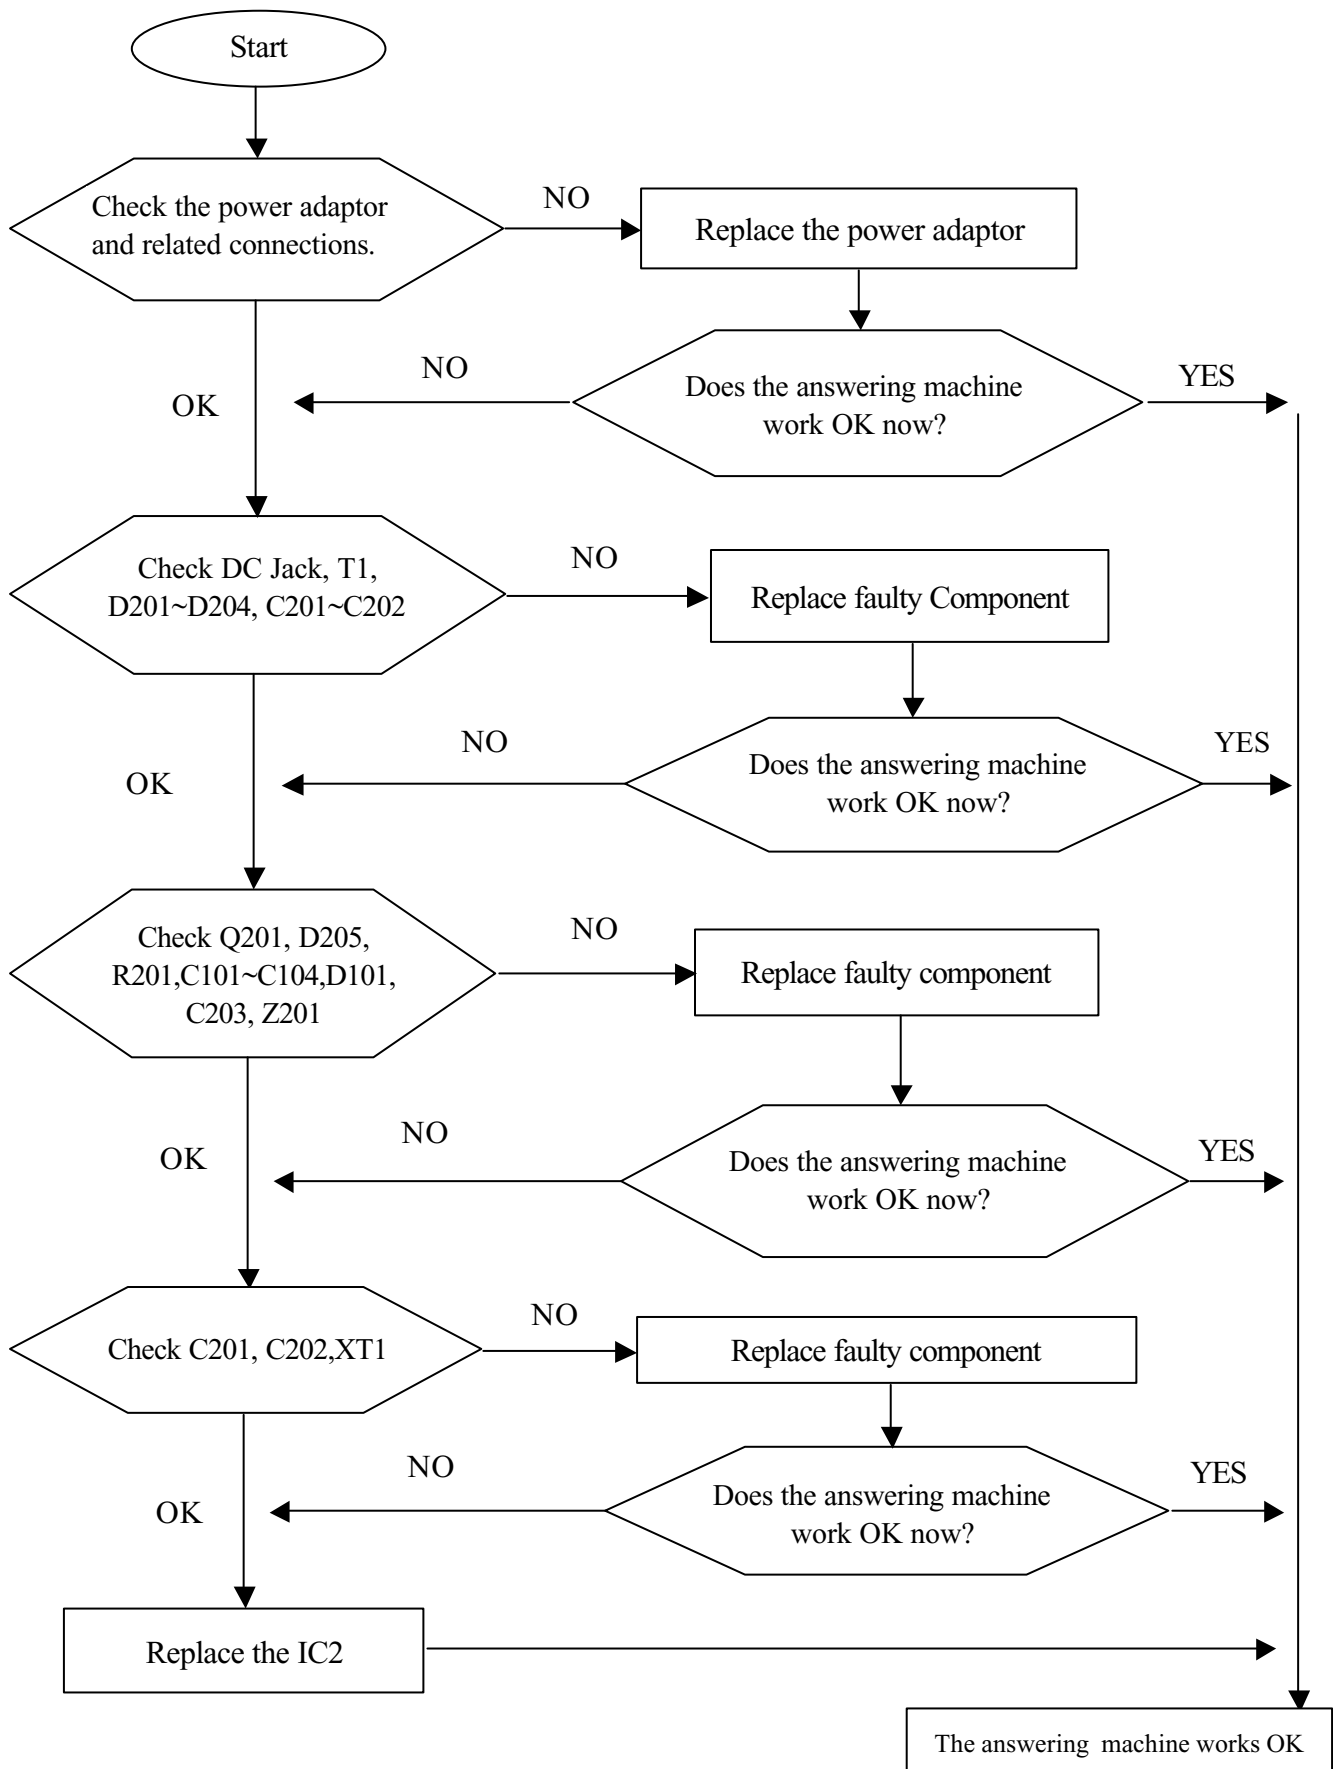 Start
Check the power adaptor
and related connections.
NO
Replace the power adaptor
OK
NO
Does the answering machine
work OK now?
YES
Check DC Jack, T1,
D201~D204, C201~C202
NO
Replace faulty Component
OK
NO
Does the answering machine
work OK now?
YES
Check Q201, D205,
R201,C101~C104,D101,
C203, Z201
NO
Replace faulty component
OK
NO
Does the answering machine
work OK now?
YES
Check C201, C202,XT1
NO
Replace faulty component
OK
NO
Does the answering machine
work OK now?
YES
Replace the IC2
The answering machine works OK